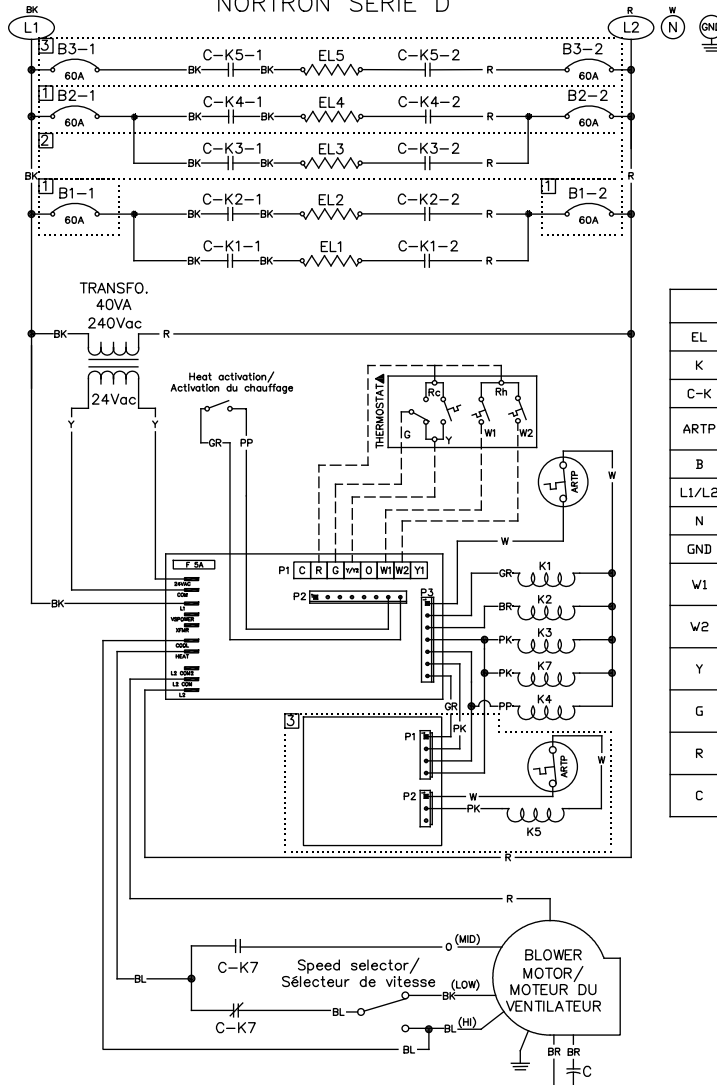 NORTRON SÉRIE D
BK R W
L1 L2 N GND
3 B3-1 C-K5-1 EL5 C-K5-2 B3-2
60A BK BK R 60A
1 B2-1 C-K4-1 EL4 C-K4-2 B2-2
60A BK BK R 60A
2 C-K3-1 EL3 C-K3-2
BK BK R
BK R
1 B1-1 C-K2-1 EL2 C-K2-2 1 B1-2
60A BK BK R 60A
C-K1-1 EL1 C-K1-2
BK BK R
TRANSFO.
40VA
240Vac
BK R
24Vac
Y Y
Heat activation/
Activation du chauffage
GR PP
THERMOSTAT
Rc Rh
G Y W1 W2
ARTP
W
W
F 5A
P1 C R G Y/Y2 O W1 W2 Y1
P2
P3
24VAC
COM
L1
BK
XFMR
COOL
HEAT
L2 COM2
L2 COM
L2
GR K1
BR K2
PK K3
PK K7
PP K4
GR
PK
3
P1
ARTP
W
P2 W
PK
K5
R
R
O (MID)
C-K7
Speed selector/
Sélecteur de vitesse
BL
BK (LOW)
C-K7
BL
BL (HI)
BL
BLOWER
MOTOR/
MOTEUR DU
VENTILATEUR
BR BR
C
EL
K
C-K
ARTP
B
L1/L2
N
GND
W1
W2
Y
G
R
C